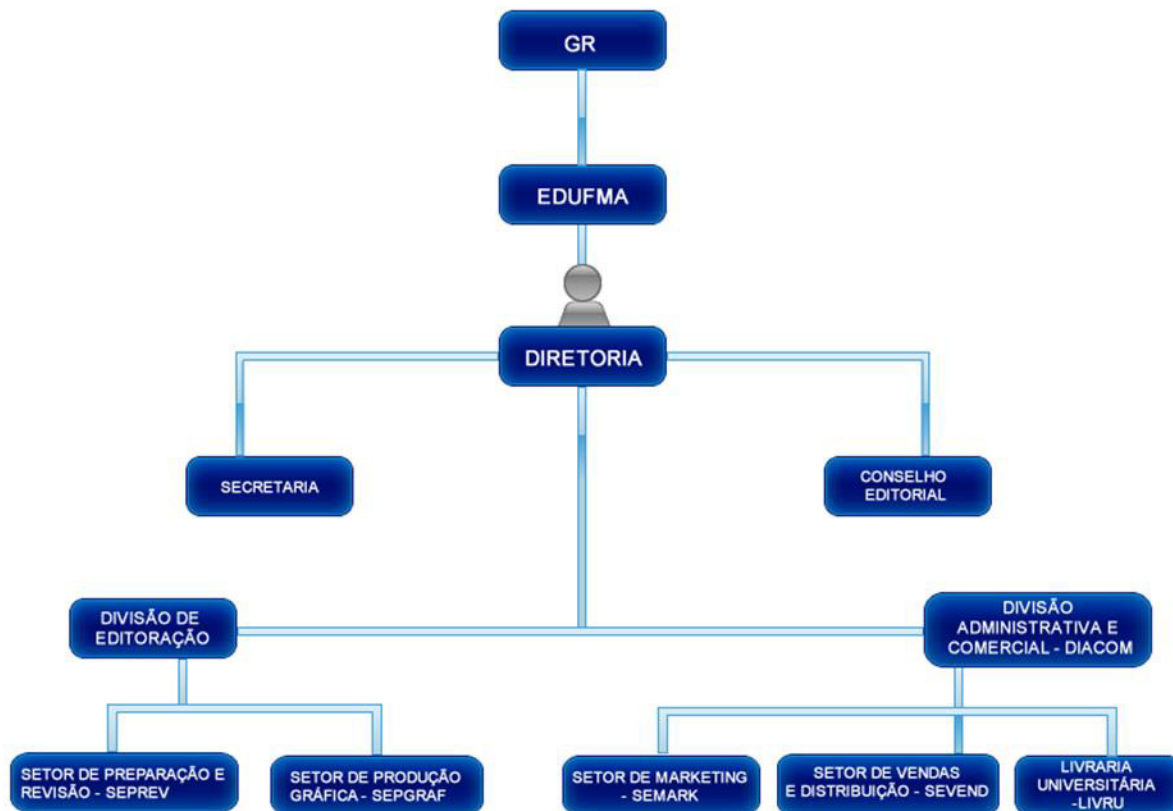 GR
EDUFMA
DIRETORIA
SECRETARIA
CONSELHO
EDITORIAL
DIVISÃO DE
EDITORAÇÃO
DIVISÃO
ADMINISTRATIVA E
COMERCIAL - DIACOM
SETOR DE PREPARAÇÃO E
REVISÃO - SEPREV
SETOR DE PRODUÇÃO
GRÁFICA - SEPGRAF
SETOR DE MARKETING
- SEMARK
SETOR DE VENDAS
E DISTRIBUIÇÃO - SEVEND
LIVRARIA
UNIVERSITÁRIA
-LIVRU